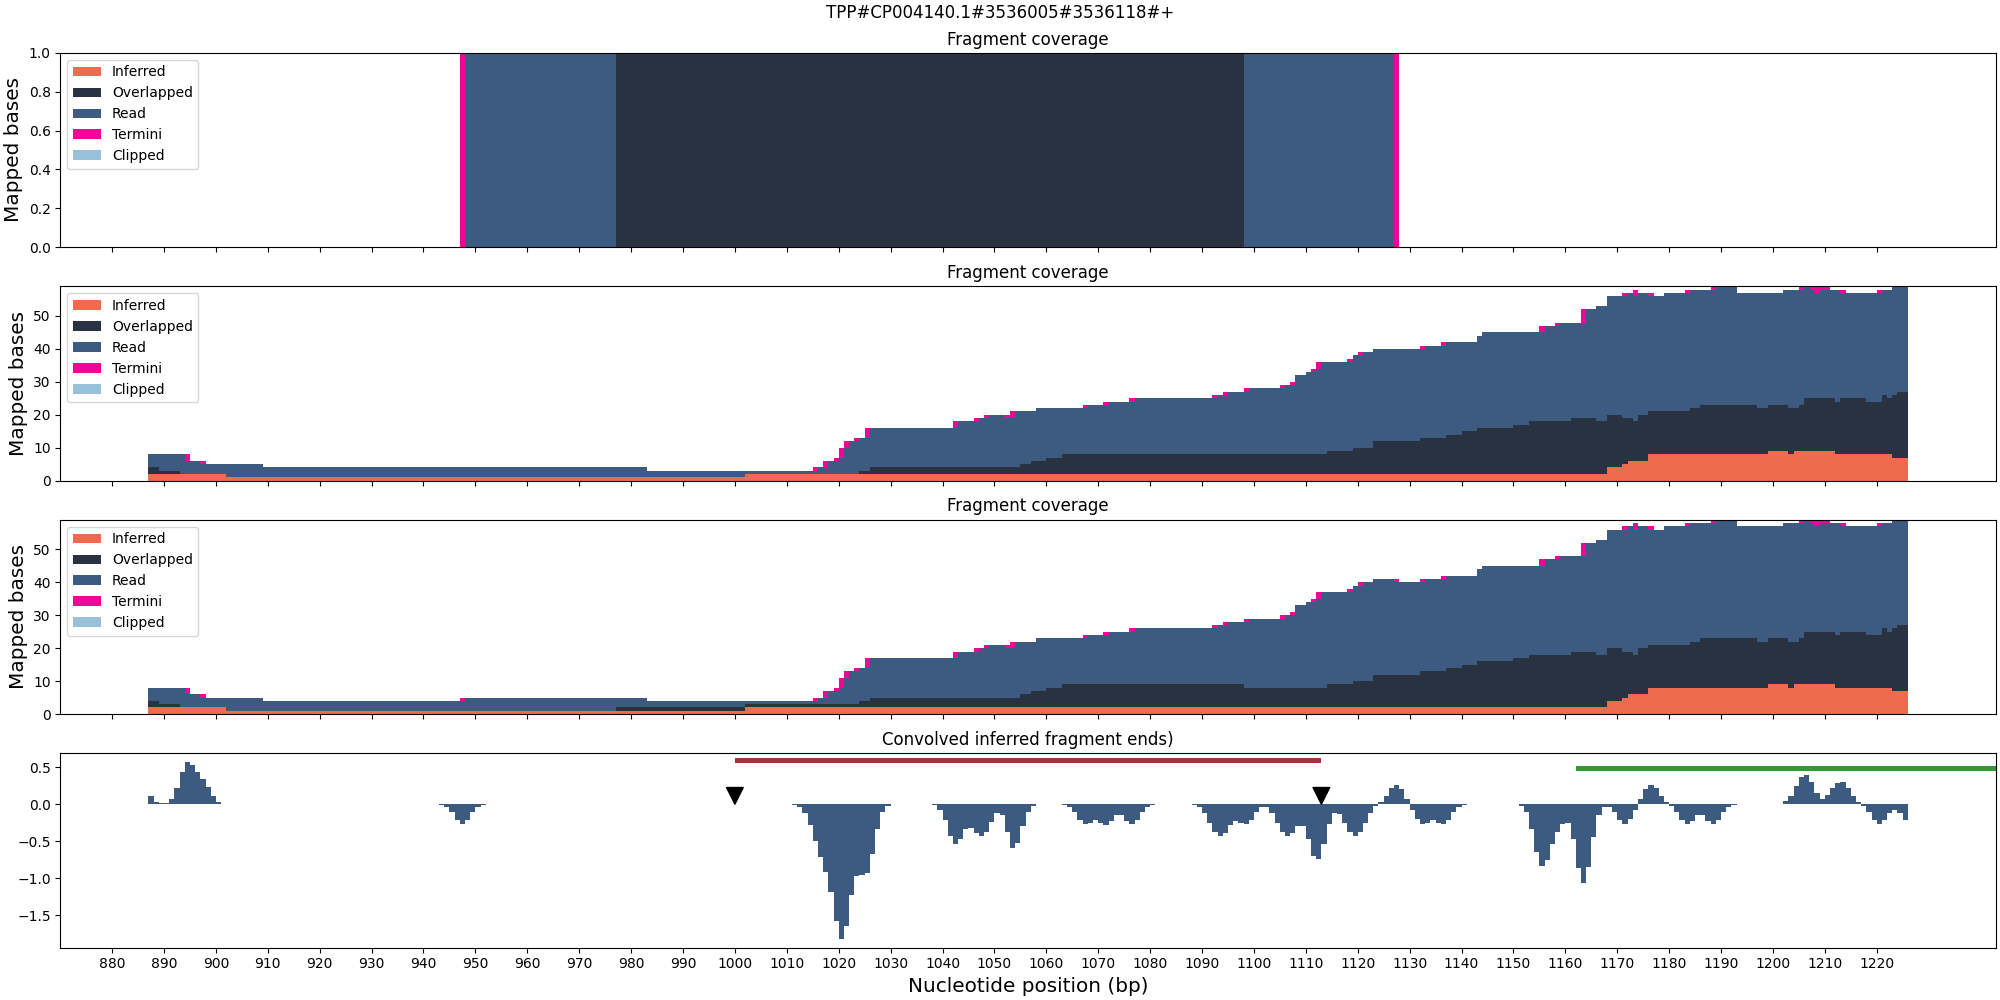 TPP#CP004140.1#3536005#3536118#+
Fragment coverage
Mapped bases
1.0
0.8
0.6
0.4
0.2
0.0
Inferred
Overlapped
Read
Termini
Clipped
Fragment coverage
Mapped bases
50
40
30
20
10
0
Inferred
Overlapped
Read
Termini
Clipped
Fragment coverage
Mapped bases
50
40
30
20
10
0
Inferred
Overlapped
Read
Termini
Clipped
Convolved inferred fragment ends)
0.5
0.0
−0.5
−1.0
−1.5
880 890 900 910 920 930 940 950 960 970 980 990 1000 1010 1020 1030 1040 1050 1060 1070 1080 1090 1100 1110 1120 1130 1140 1150 1160 1170 1180 1190 1200 1210 1220
Nucleotide position (bp)